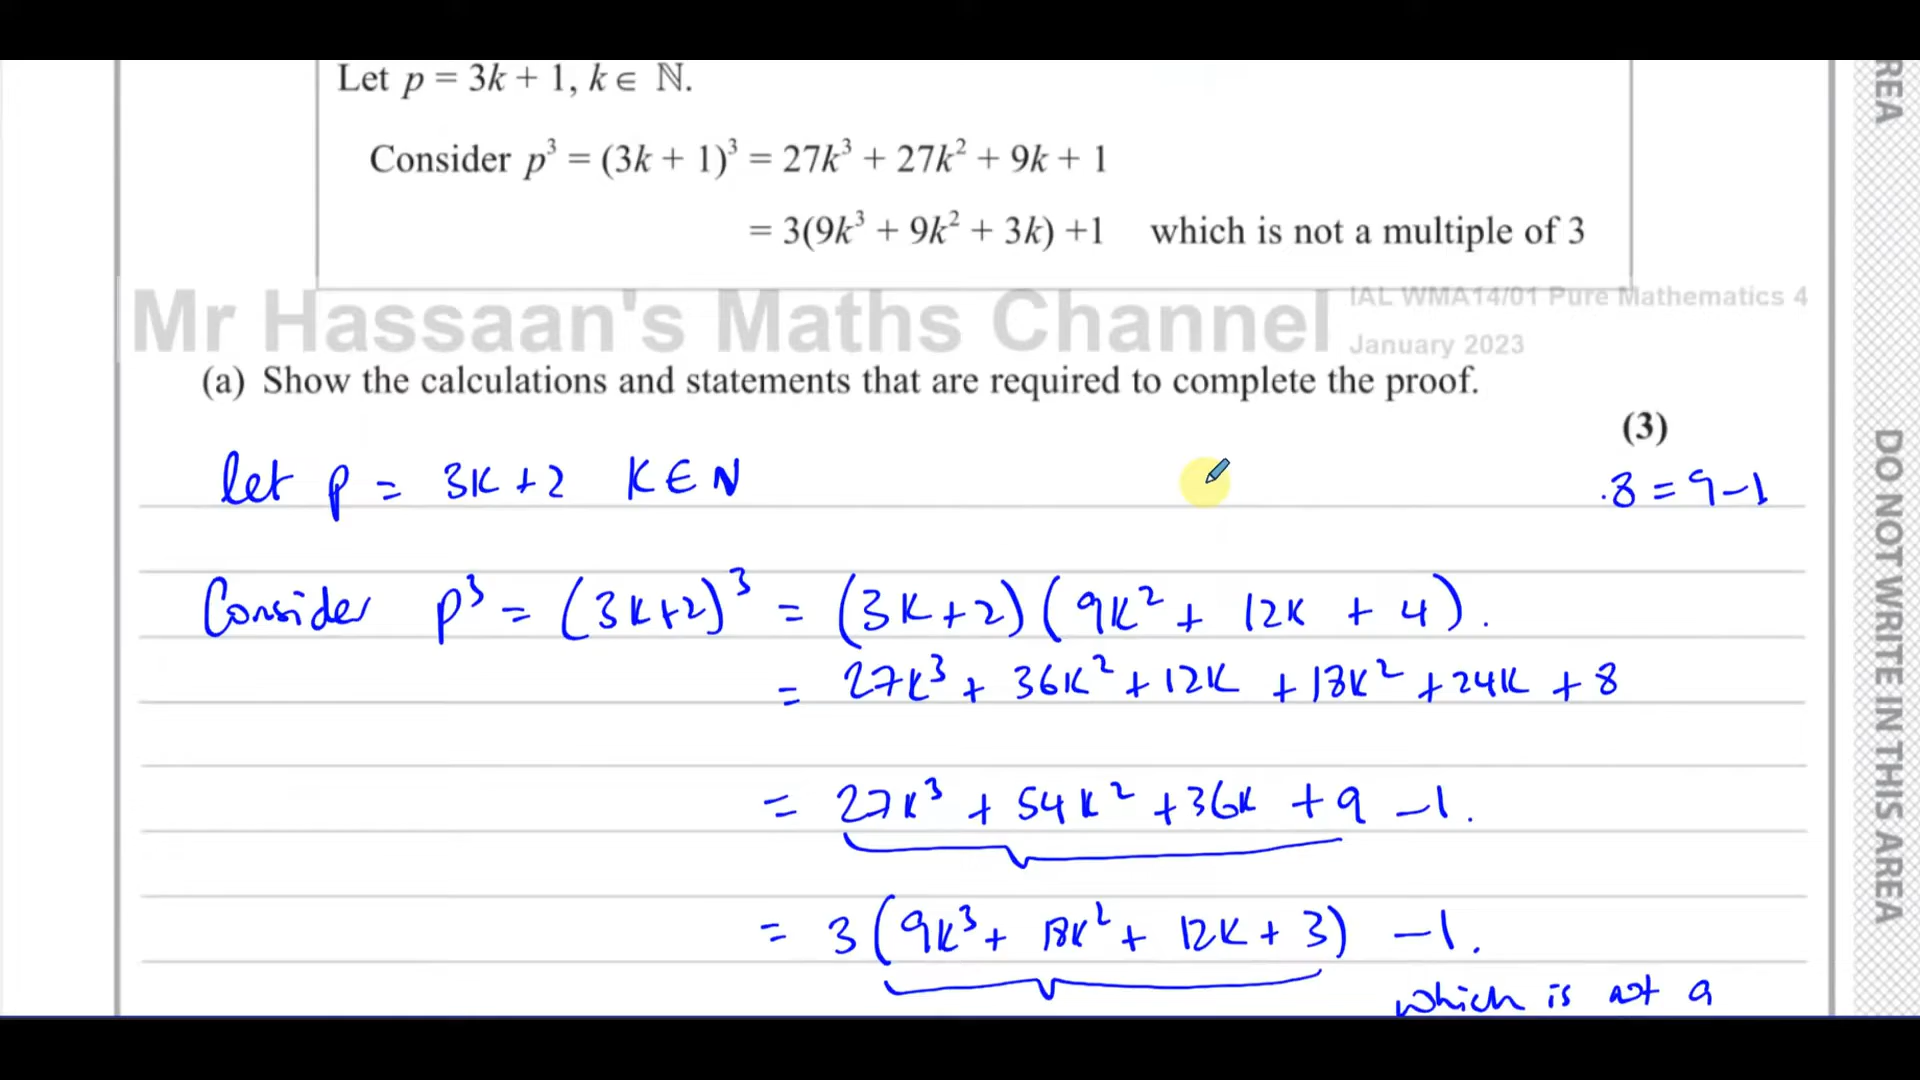 Let p = 3k + 1, k ∈ ℕ.
Consider p³ = (3k + 1)³ = 27k³ + 27k² + 9k + 1
= 3(9k³ + 9k² + 3k) +1 which is not a multiple of 3
Mr Hassaan's Maths Channel
IAL WMA14/01 Pure Mathematics 4
January 2023
(a) Show the calculations and statements that are required to complete the proof.
(3)
let p = 3K+2 K∈N
.8 = 9-1
Consider p³ = (3K+2)³ = (3K+2)(9K² + 12K + 4).
= 27K³ + 36K² + 12K + 18K² + 24K + 8
= 27K³ + 54K² + 36K + 9 - 1.
= 3(9K³ + 18K² + 12K + 3) - 1.
which is not a
REA
DO NOT WRITE IN THIS AREA